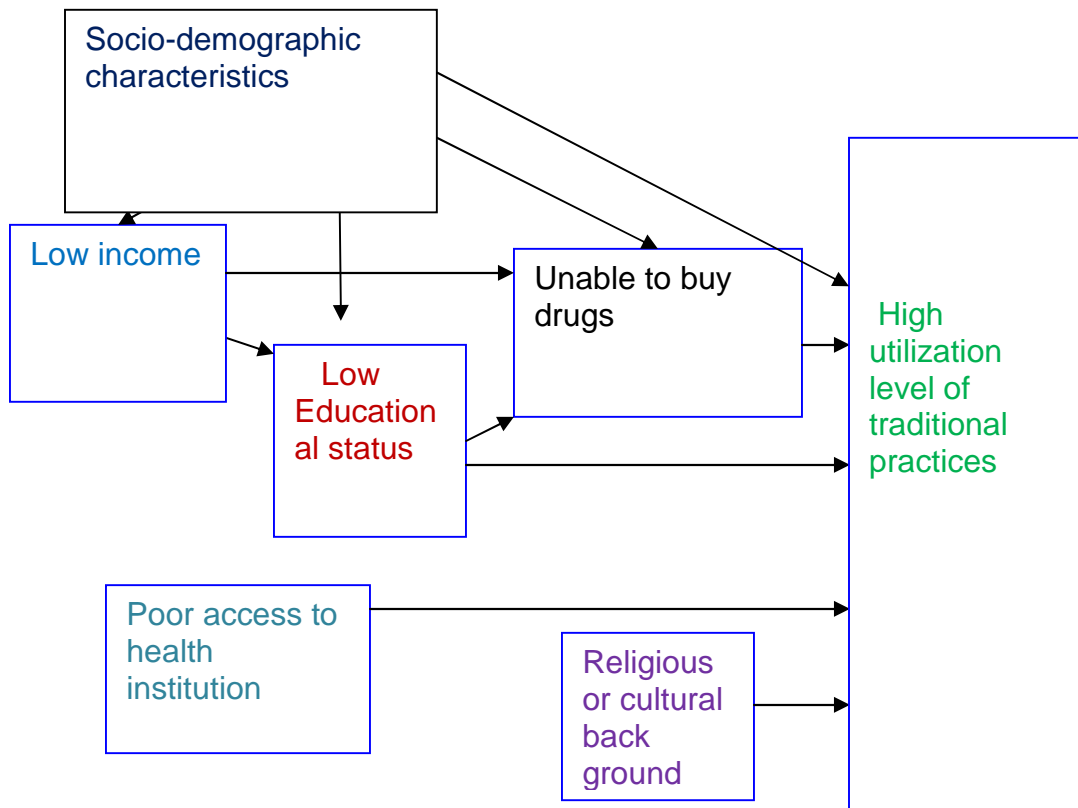 Socio-demographic
characteristics
Low income
Unable to buy
drugs
High
utilization
level of
traditional
practices
Low
Education
al status
Poor access to
health
institution
Religious
or cultural
back
ground